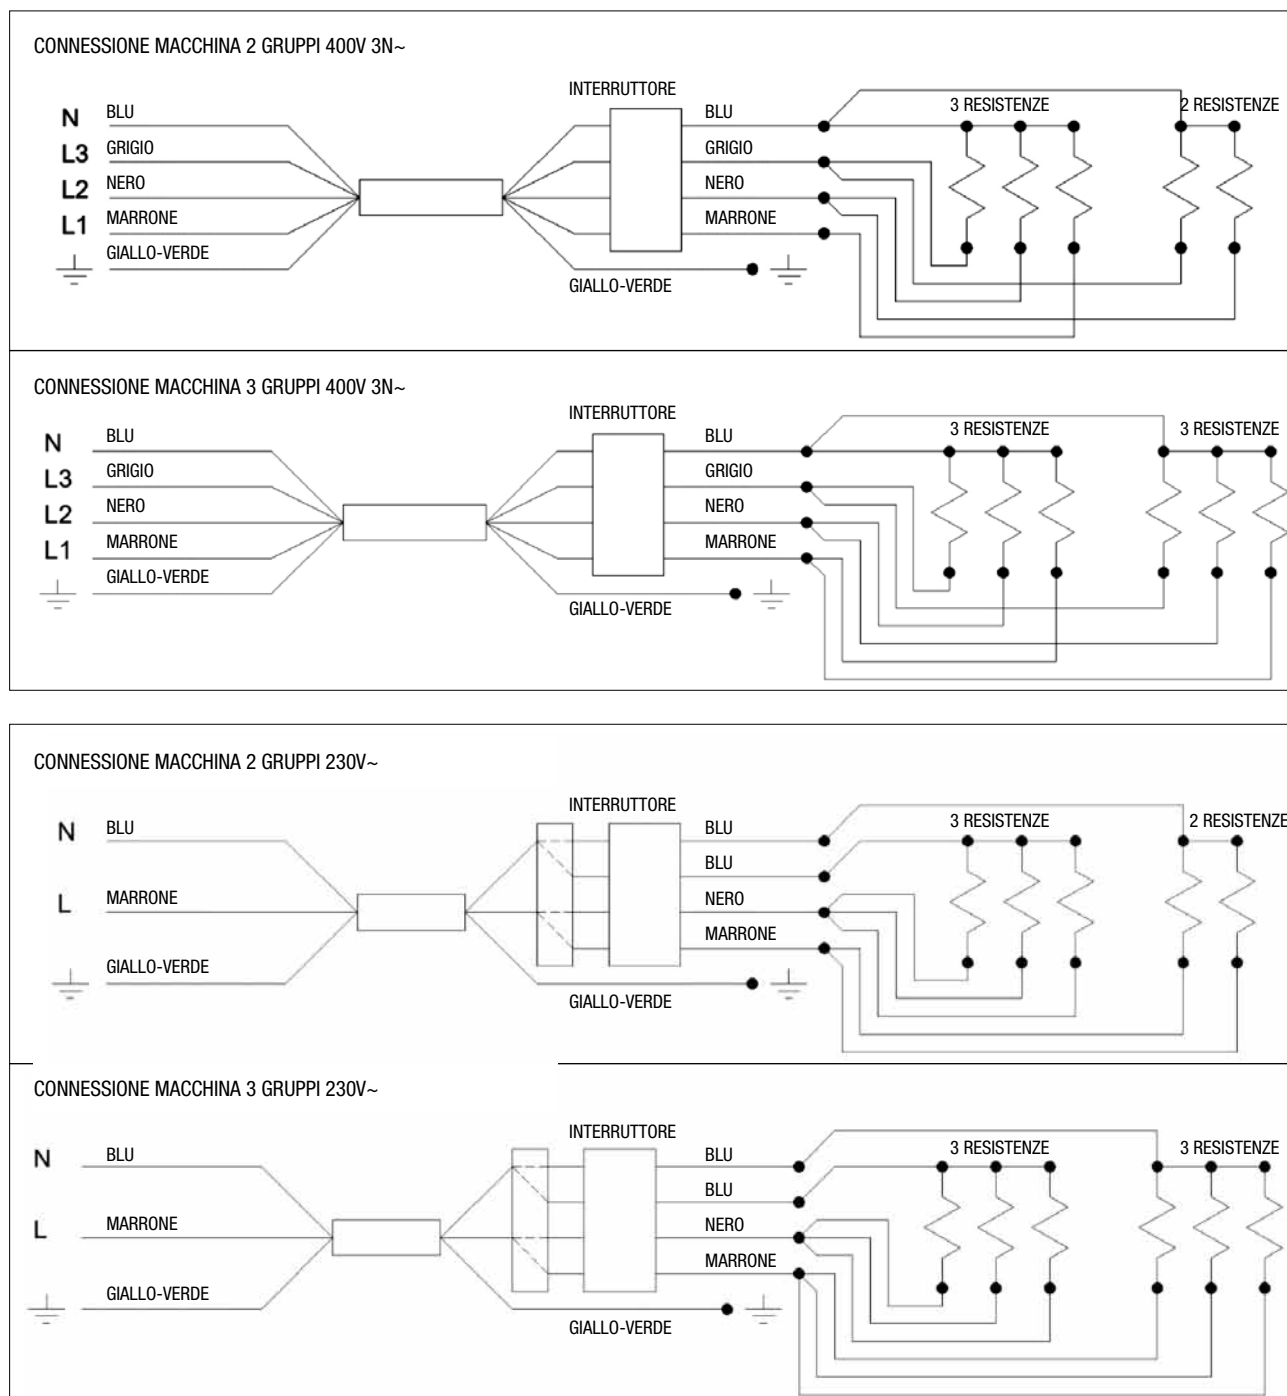 CONNESSIONE MACCHINA 2 GRUPPI 400V 3N~
INTERRUTTORE
N BLU BLU 3 RESISTENZE 2 RESISTENZE
L3 GRIGIO GRIGIO
L2 NERO NERO
L1 MARRONE MARRONE
GIALLO-VERDE
GIALLO-VERDE
CONNESSIONE MACCHINA 3 GRUPPI 400V 3N~
INTERRUTTORE
N BLU BLU 3 RESISTENZE 3 RESISTENZE
L3 GRIGIO GRIGIO
L2 NERO NERO
L1 MARRONE MARRONE
GIALLO-VERDE
GIALLO-VERDE
CONNESSIONE MACCHINA 2 GRUPPI 230V~
INTERRUTTORE
N BLU BLU 3 RESISTENZE 2 RESISTENZE
BLU
L MARRONE NERO
MARRONE
GIALLO-VERDE
GIALLO-VERDE
CONNESSIONE MACCHINA 3 GRUPPI 230V~
INTERRUTTORE
N BLU BLU 3 RESISTENZE 3 RESISTENZE
BLU
L MARRONE NERO
MARRONE
GIALLO-VERDE
GIALLO-VERDE